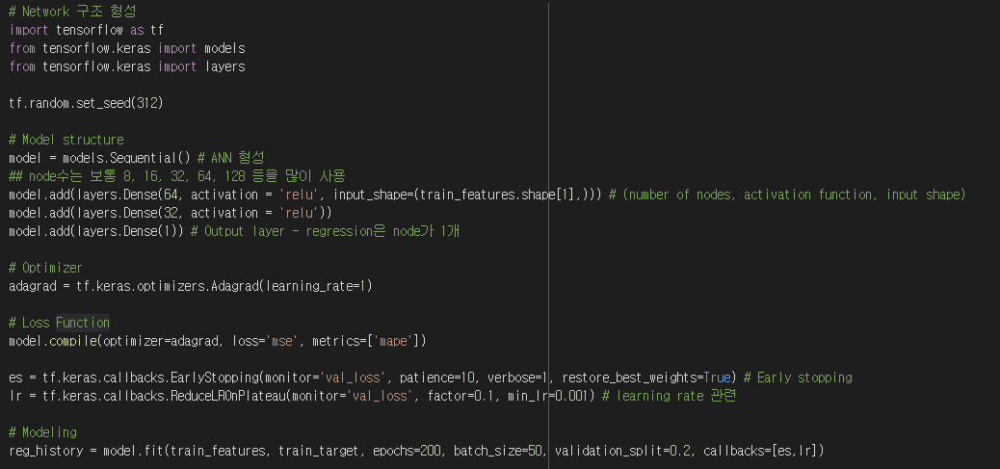 # Network 구조 형성
import tensorflow as tf
from tensorflow.keras import models
from tensorflow.keras import layers
tf.random.set_seed(312)
# Model structure
model = models.Sequential() # ANN 형성
## node수는 보통 8, 16, 32, 64, 128 등을 많이 사용
model.add(layers.Dense(64, activation = 'relu', input_shape=(train_features.shape[1],))) # (number of nodes, activation function, input shape)
model.add(layers.Dense(32, activation = 'relu'))
model.add(layers.Dense(1)) # Output layer - regression은 node가 1개
# Optimizer
adagrad = tf.keras.optimizers.Adagrad(learning_rate=1)
# Loss Function
model.compile(optimizer=adagrad, loss='mse', metrics=['mape'])
es = tf.keras.callbacks.EarlyStopping(monitor='val_loss', patience=10, verbose=1, restore_best_weights=True) # Early stopping
lr = tf.keras.callbacks.ReduceLROnPlateau(monitor='val_loss', factor=0.1, min_lr=0.001) # learning rate 관련
# Modeling
reg_history = model.fit(train_features, train_target, epochs=200, batch_size=50, validation_split=0.2, callbacks=[es,lr])